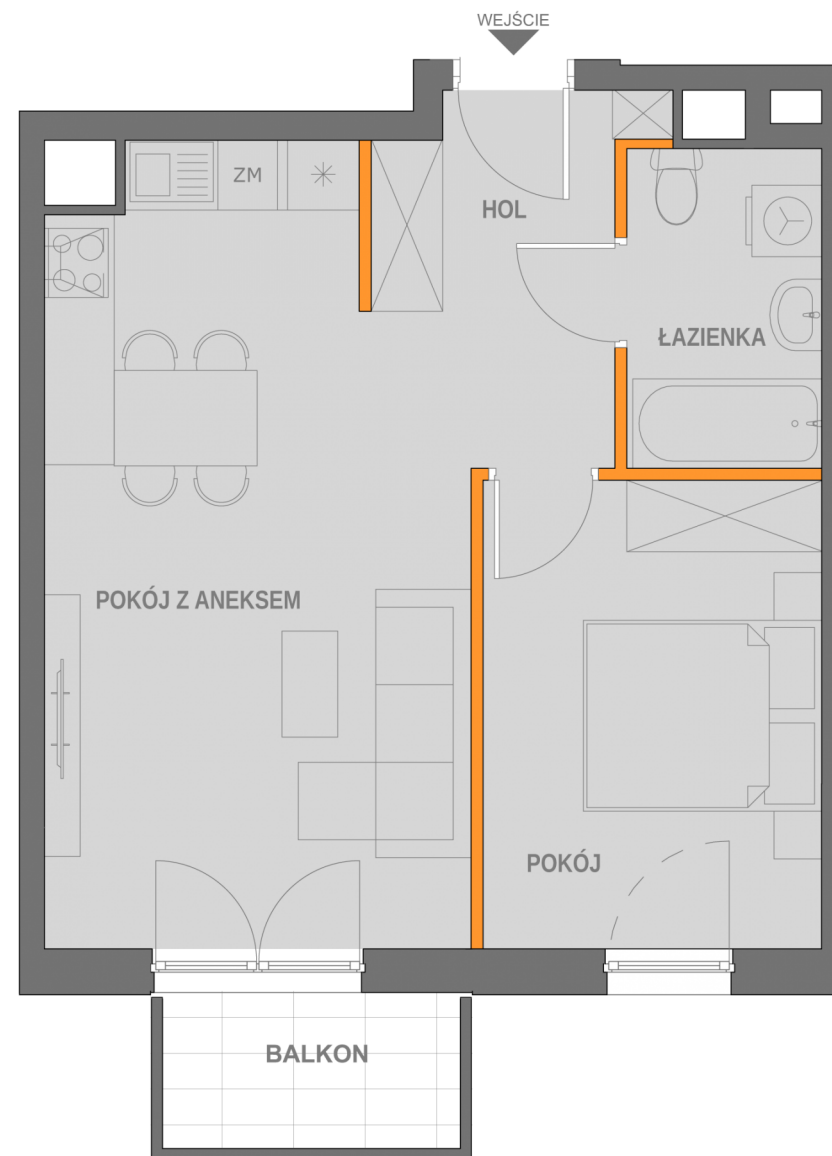 WEJŚCIE
ZM
HOL
ŁAZIENKA
POKÓJ Z ANEKSEM
POKÓJ
BALKON